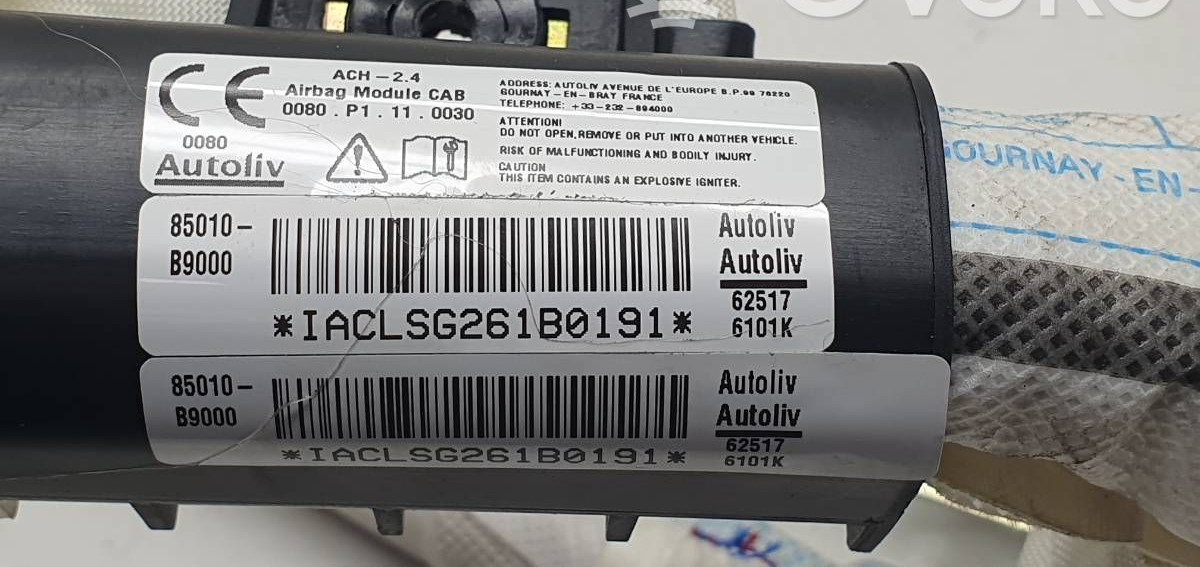 CE
0080
Autoliv
ACH-2.4
Airbag Module CAB
0080.P1.11.0030
ADDRESS: AUTOLIV AVENUE DE L'EUROPE B.P.99 76220
GOURNAY-EN-BRAY FRANCE
TELEPHONE: +33-232-894000
ATTENTION!
DO NOT OPEN,REMOVE OR PUT INTO ANOTHER VEHICLE.
RISK OF MALFUNCTIONING AND BODILY INJURY.
CAUTION
THIS ITEM CONTAINS AN EXPLOSIVE IGNITER.
85010-
B9000
*IACLSG261B0191*
Autoliv
Autoliv
62517
6101K
85010-
B9000
*IACLSG261B0191*
Autoliv
Autoliv
62517
6101K
GOURNAY-EN-